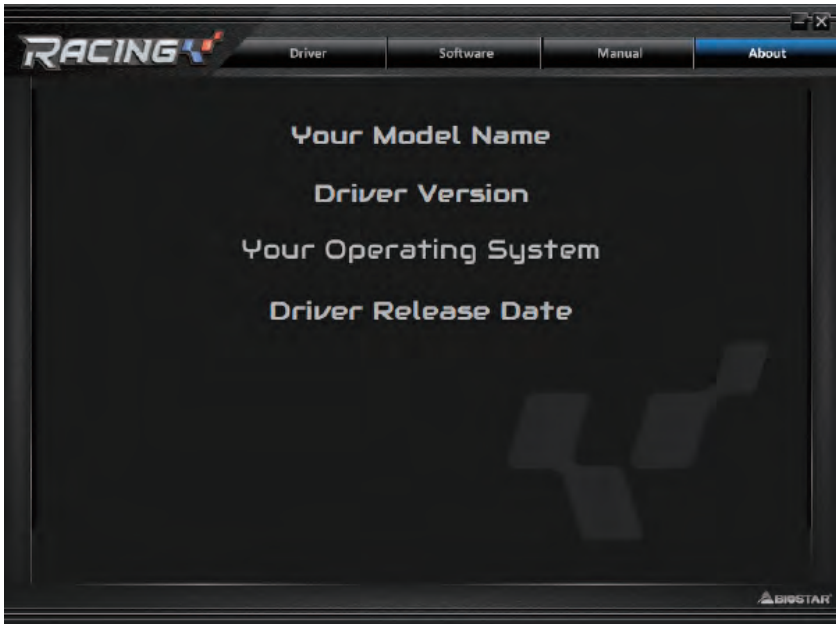 RACING
Driver
Software
Manual
About
Your Model Name
Driver Version
Your Operating System
Driver Release Date
BIOSTAR